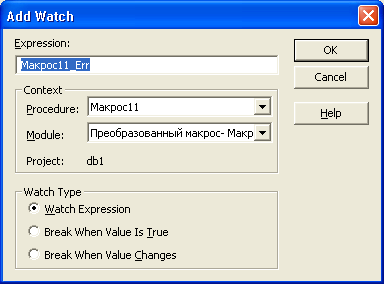 Add Watch
Expression:
Макрос11_Err
OK
Cancel
Help
Context
Procedure:
Макрос11
Module:
Преобразованный макрос- Макр
Project:
db1
Watch Type
Watch Expression
Break When Value Is True
Break When Value Changes